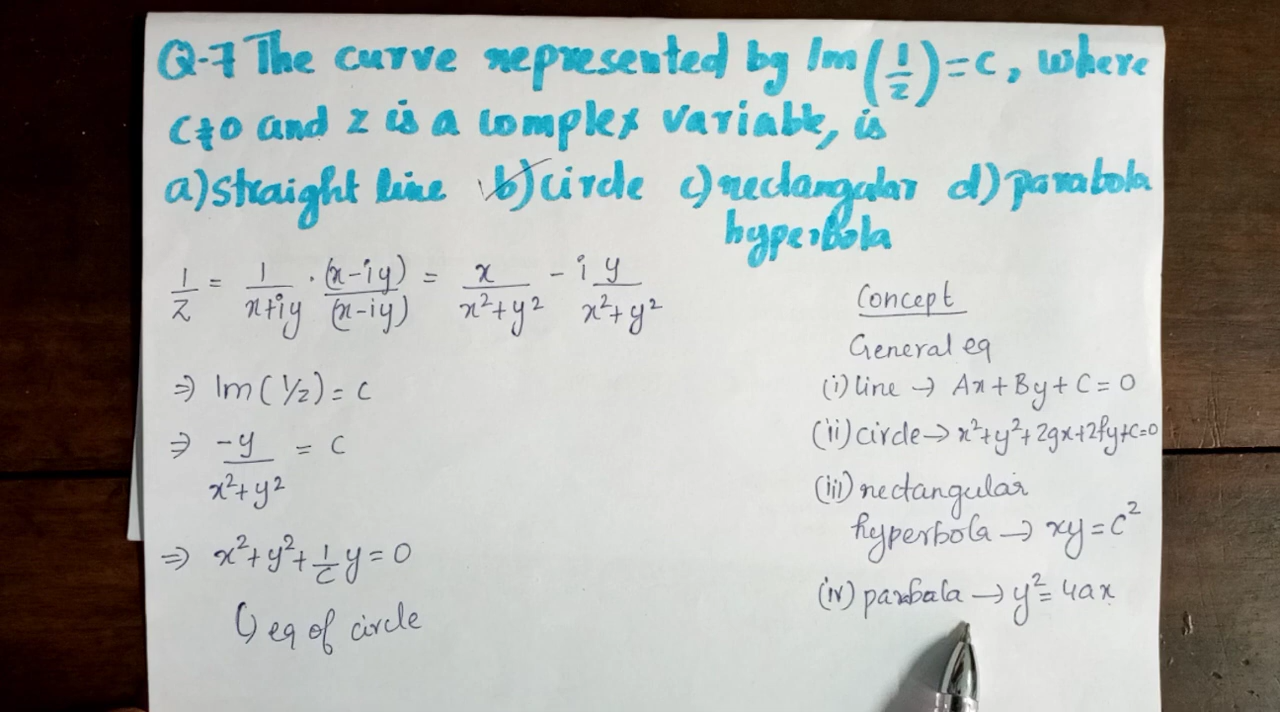 Q-7 The curve represented by Im(1/z)=c, where
c≠0 and z is a complex variable, is
a) straight line b) circle c) rectangular d) parabola
hyperbola
1/z = 1/(x+iy) · (x-iy)/(x-iy) = x/(x²+y²) - i y/(x²+y²)
⇒ Im(1/z) = c
⇒ -y/(x²+y²) = c
⇒ x²+y²+1/c y=0
↳ eq of circle
Concept
General eq
(i) line → Ax+By+C=0
(ii) circle → x²+y²+2gx+2fy+c=0
(iii) rectangular
hyperbola → xy=c²
(iv) parbala → y²=4ax